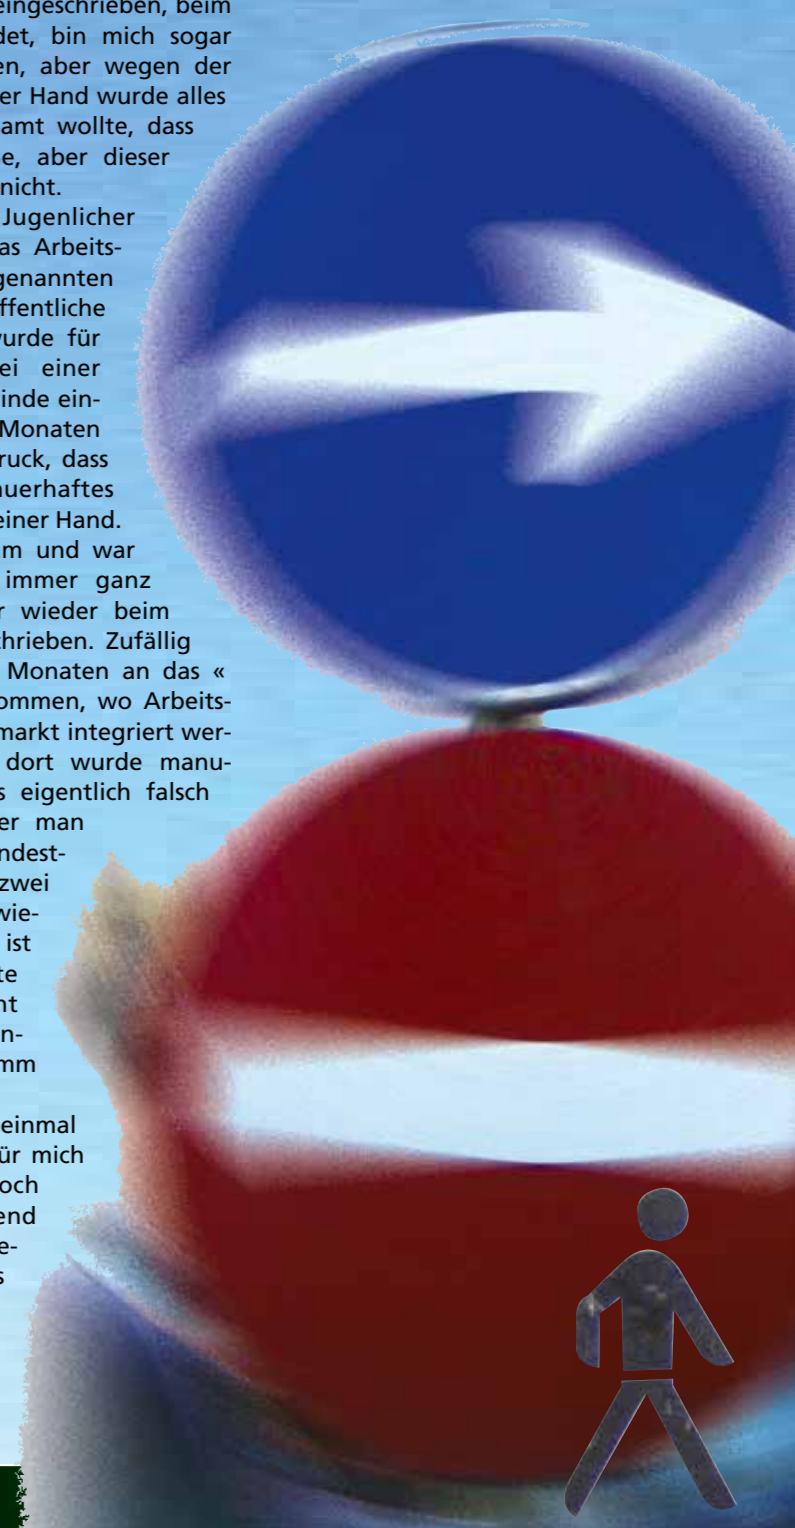 eingeschrieben, beim
det, bin mich sogar
en, aber wegen der
er Hand wurde alles
samt wollte, dass
e, aber dieser
nicht.
Jugenlicher
as Arbeits-
genannten
ffentliche
wurde für
ei einer
inde ein-
Monaten
ruck, dass
auerhaftes
einer Hand.
m und war
immer ganz
r wieder beim
chrieben. Zufällig
Monaten an das «
ommen, wo Arbeits-
markt integriert wer-
dort wurde manu-
s eigentlich falsch
er man
ndest-
zwei
wie-
ist
te
nt
n-
mm
einmal
für mich
och
end
e-
s